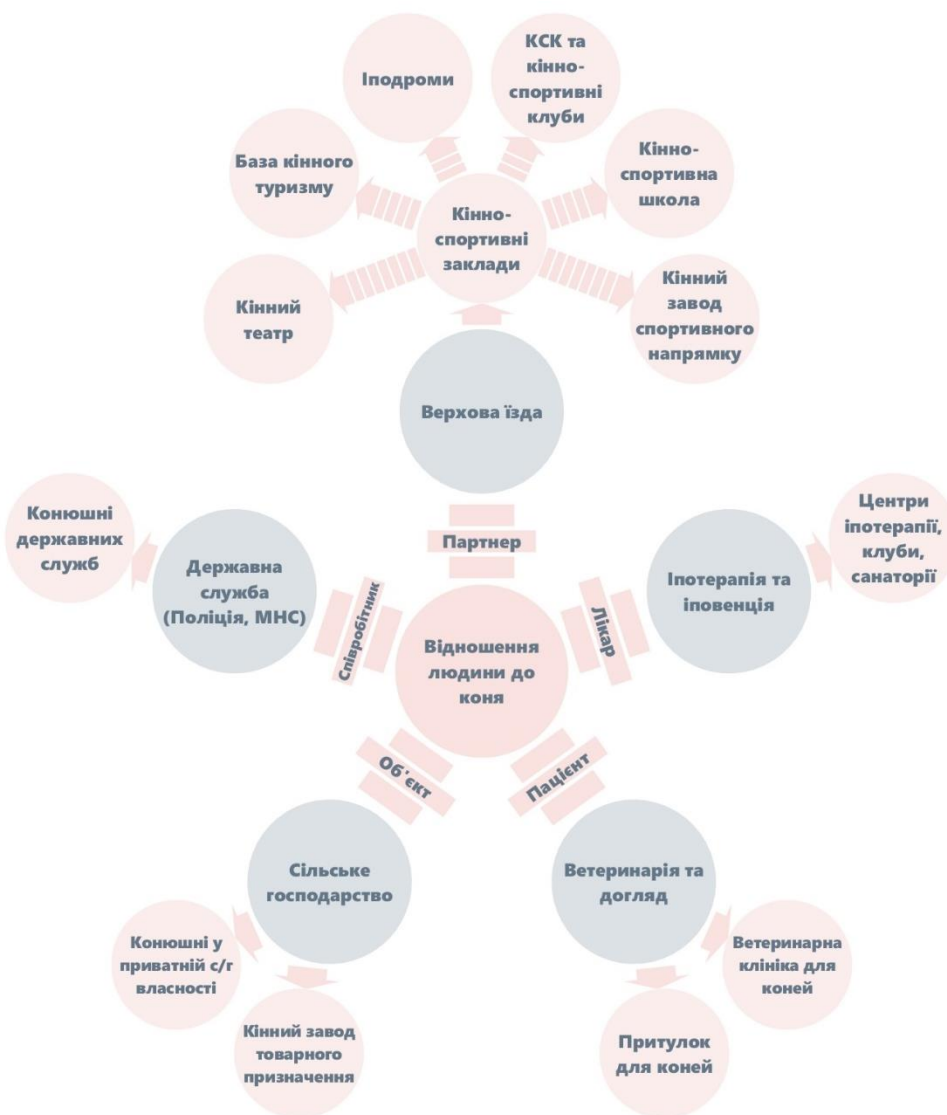 Іподроми
КСК та
кінно-
спортивні
клуби
База кінного
туризму
Кінно-
спортивна
школа
Кінно-
спортивні
заклади
Кінний
театр
Кінний
завод
спортивного
напрямку
Верхова їзда
Партнер
Конюшні
державних
служб
Державна
служба
(Поліція, МНС)
Співробітник
Відношення
людини до
коня
Лікар
Іпотерапія та
іповенція
Центри
іпотерапії,
клуби,
санаторії
Об'єкт
Пацієнт
Сільське
господарство
Ветеринарія та
догляд
Конюшні у
приватній с/г
власності
Кінний завод
товарного
призначення
Ветеринарна
клініка для
коней
Притулок
для коней